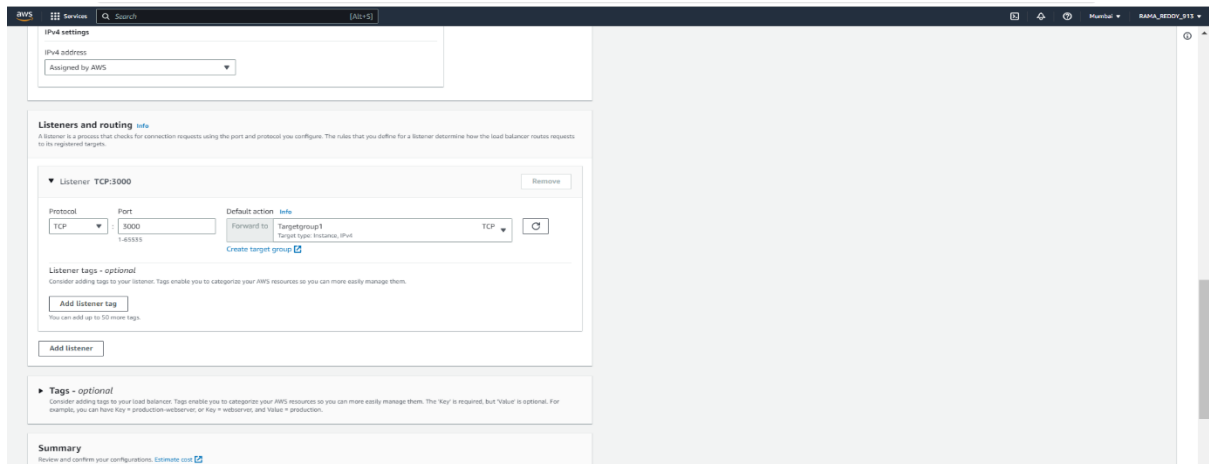 aws Services Search [Alt+S] Mumbai RAMA_REDDY_913
IPv4 settings
IPv4 address
Assigned by AWS
Listeners and routing Info
A listener is a process that checks for connection requests using the port and protocol you configure. The rules that you define for a listener determine how the load balancer routes requests
to its registered targets.
Listener TCP:3000 Remove
Protocol Port Default action Info
TCP : 3000 Forward to Targetgroup1 TCP
1-65535 Target type: Instance, IPv4
Create target group
Listener tags - optional
Consider adding tags to your listener. Tags enable you to categorize your AWS resources so you can more easily manage them.
Add listener tag
You can add up to 50 more tags.
Add listener
Tags - optional
Consider adding tags to your load balancer. Tags enable you to categorize your AWS resources so you can more easily manage them. The 'Key' is required, but 'Value' is optional. For
example, you can have Key = production-webserver, or Key = webserver, and Value = production.
Summary
Review and confirm your configurations. Estimate cost